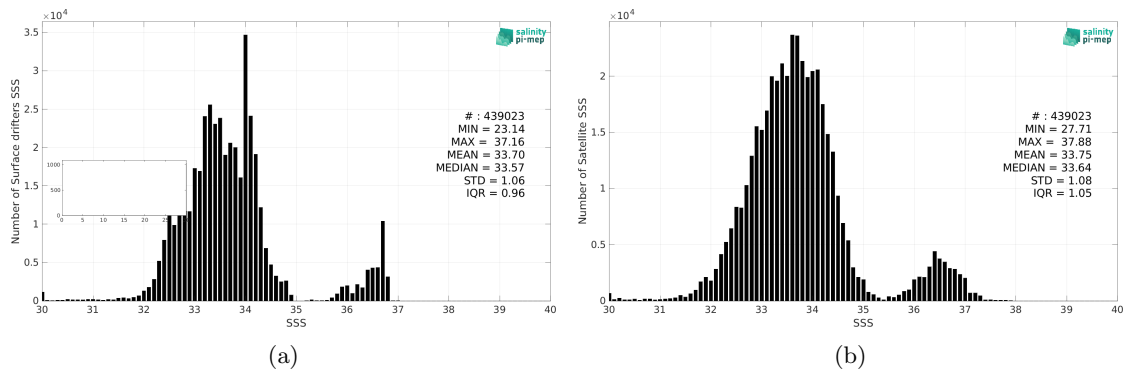 ×10⁴
3.5
3
2.5
2
1.5
1
0.5
0
30 31 32 33 34 35 36 37 38 39 40
SSS
Number of Surface drifters SSS
salinity
pi-mep
# : 439023
MIN = 23.14
MAX = 37.16
MEAN = 33.70
MEDIAN = 33.57
STD = 1.06
IQR = 0.96
1000
500
0
0 5 10 15 20 25
(a)
×10⁴
2
1.5
1
0.5
0
30 31 32 33 34 35 36 37 38 39 40
SSS
Number of Satellite SSS
salinity
pi-mep
# : 439023
MIN = 27.71
MAX = 37.88
MEAN = 33.75
MEDIAN = 33.64
STD = 1.08
IQR = 1.05
(b)